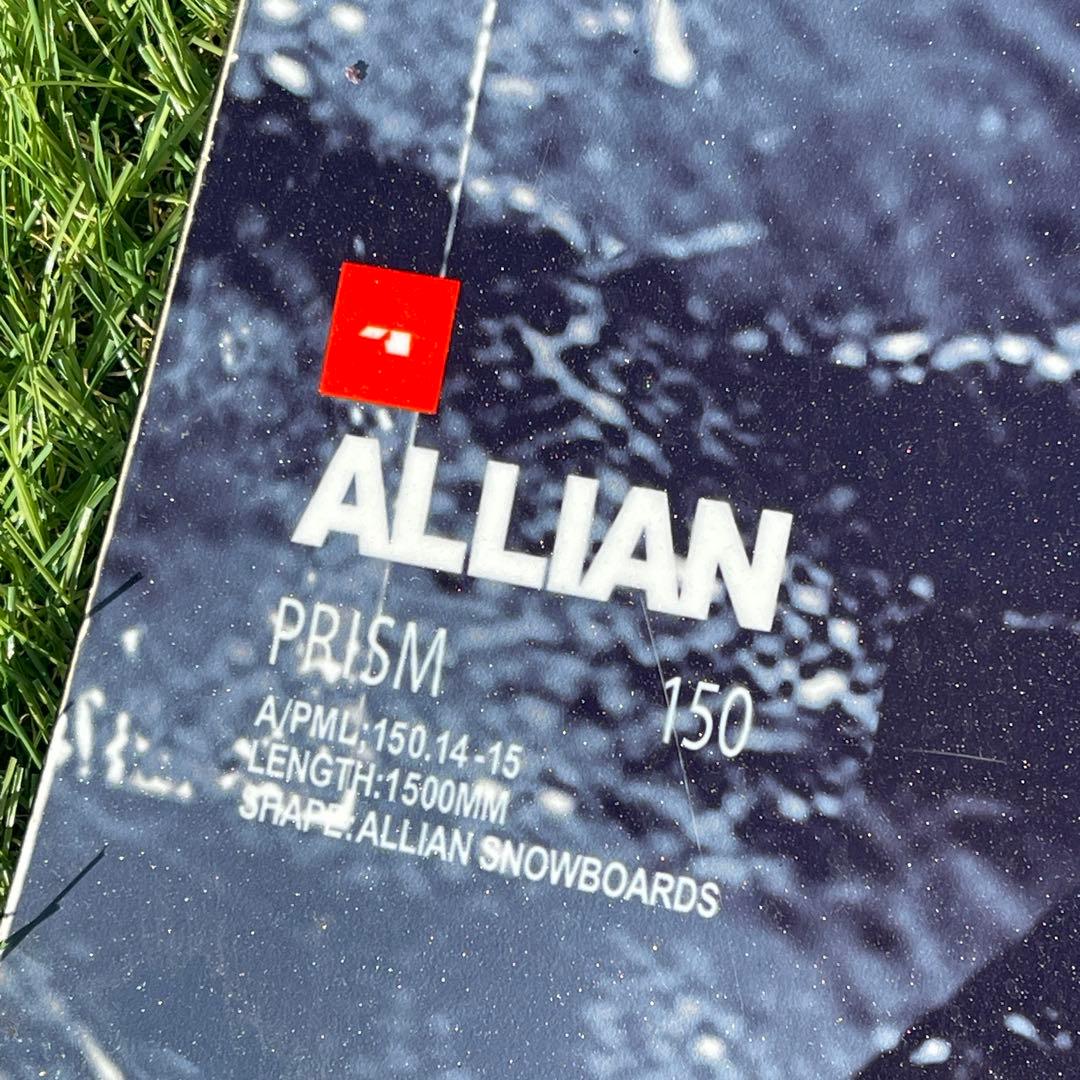 ALLIAN
PRISM 150
A/PML;150.14-15
LENGTH:1500MM
SHAPE:ALLIAN SNOWBOARDS